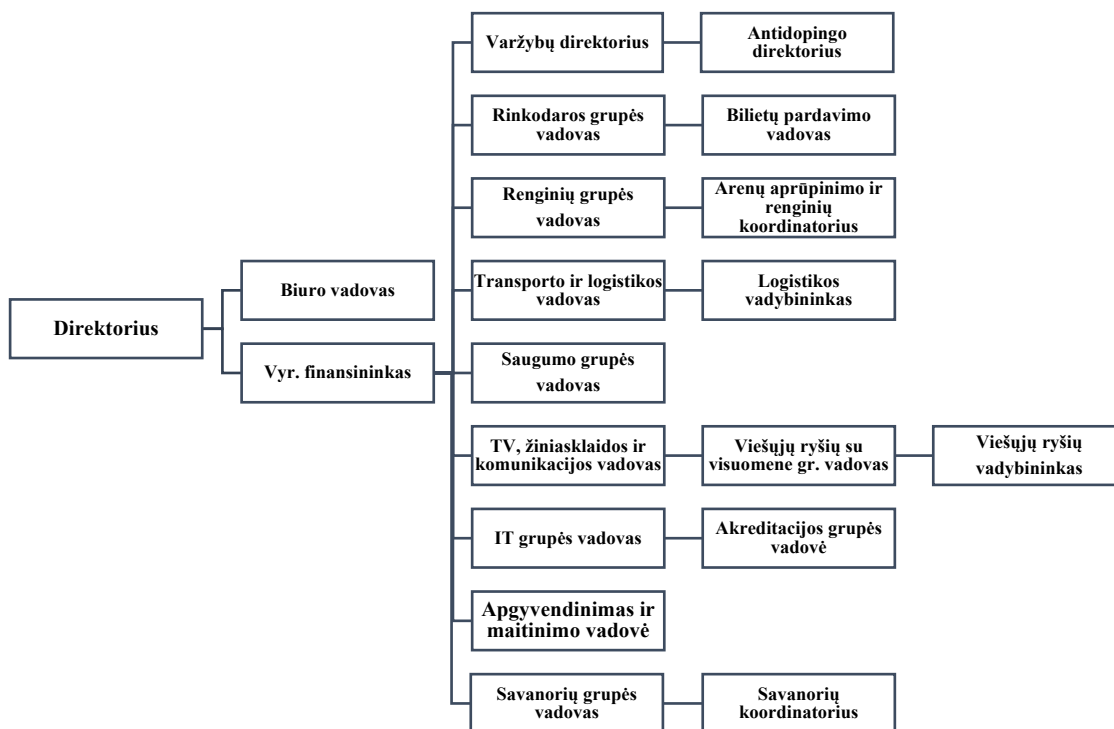 Varžybų direktorius
Antidopingo
direktorius
Rinkodaros grupės
vadovas
Bilietų pardavimo
vadovas
Renginių grupės
vadovas
Arenų aprūpinimo ir
renginių
koordinatorius
Transporto ir logistikos
vadovas
Logistikos
vadybininkas
Biuro vadovas
Direktorius
Vyr. finansininkas
Saugumo grupės
vadovas
TV, žiniasklaidos ir
komunikacijos vadovas
Viešųjų ryšių su
visuomene gr. vadovas
Viešųjų ryšių
vadybininkas
IT grupės vadovas
Akreditacijos grupės
vadovė
Apgyvendinimas ir
maitinimo vadovė
Savanorių grupės
vadovas
Savanorių
koordinatorius